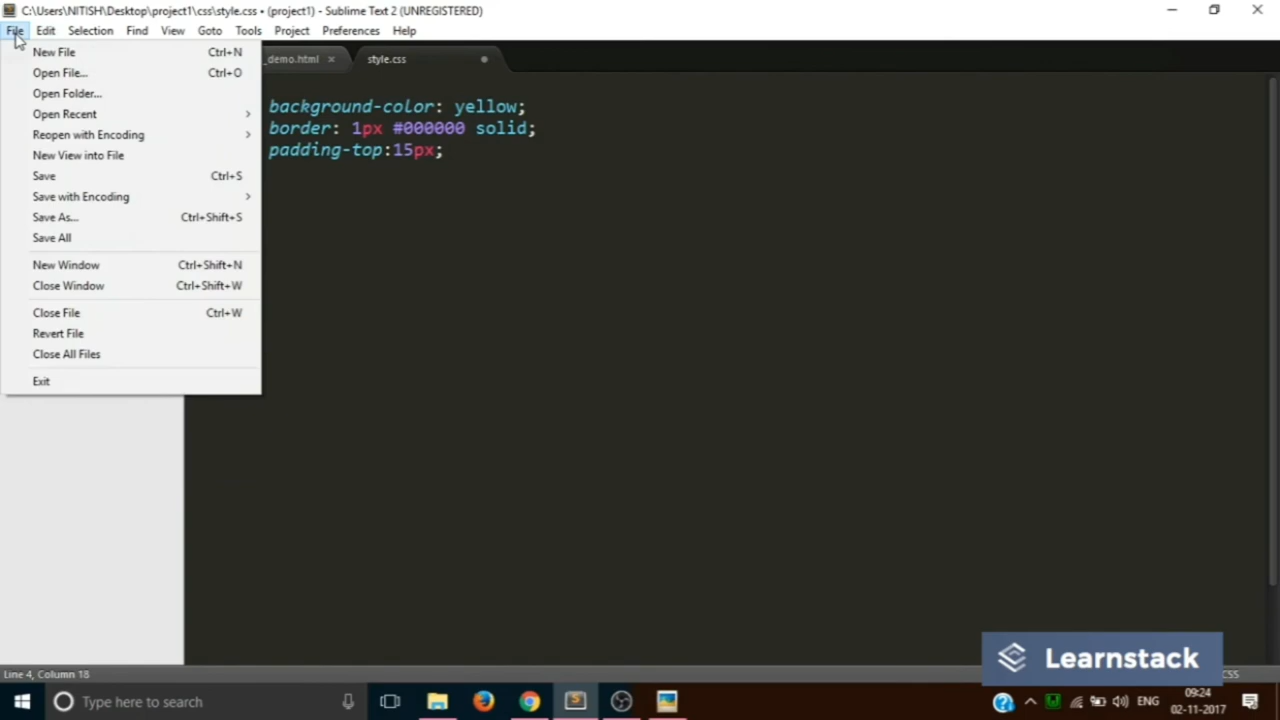 C:\Users\NITISH\Desktop\project1\css\style.css • (project1) - Sublime Text 2 (UNREGISTERED)
File Edit Selection Find View Goto Tools Project Preferences Help
_demo.html × style.css
New File Ctrl+N
Open File... Ctrl+O
Open Folder...
Open Recent
Reopen with Encoding
New View into File
Save Ctrl+S
Save with Encoding
Save As... Ctrl+Shift+S
Save All
New Window Ctrl+Shift+N
Close Window Ctrl+Shift+W
Close File Ctrl+W
Revert File
Close All Files
Exit
background-color: yellow;
border: 1px #000000 solid;
padding-top:15px;
Learnstack
Line 4, Column 18
CSS
Type here to search
ENG
09:24
02-11-2017